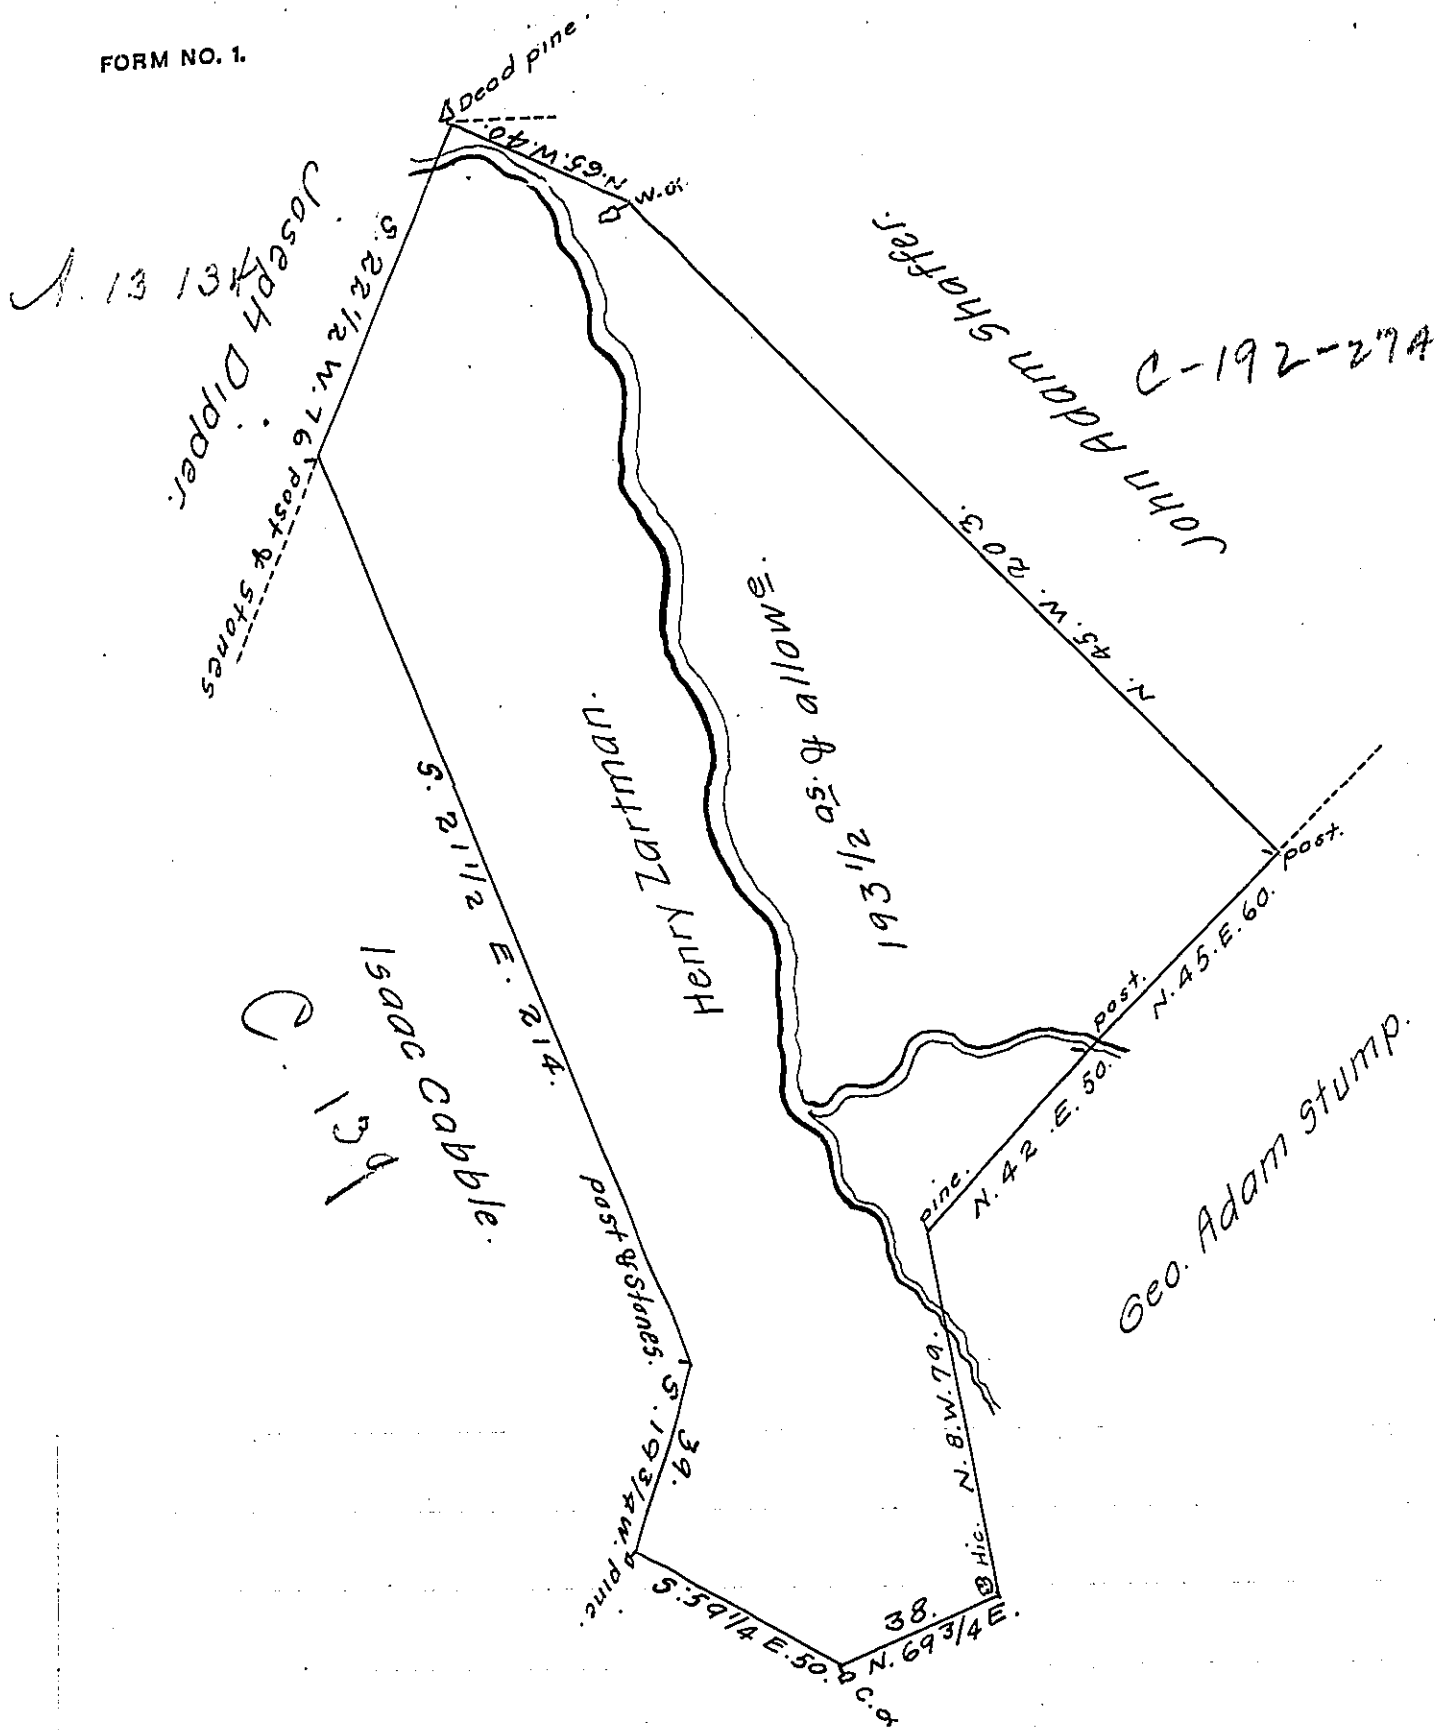 FORM NO. 1.
Dead pine.
N.65.W.40.
W.o.
Joseph Dipper.
S. 22 1/2 W. 76
post & stones
John Adam Shaffer.
C-192-274
N. 45. W. 203.
193 1/2 as. & allows.
Henry Zartman.
S. 21 1/2 E. 214.
Isaac Cabble.
post.
N. 45. E. 60.
post.
N. 42. E. 50.
pine.
Geo. Adam Stump.
N. 8. W. 79.
Hic.
post & stones.
S. 19 3/4 W.
39.
pine.
S. 59 1/4 E. 50.
38.
N. 69 3/4 E.
C.o